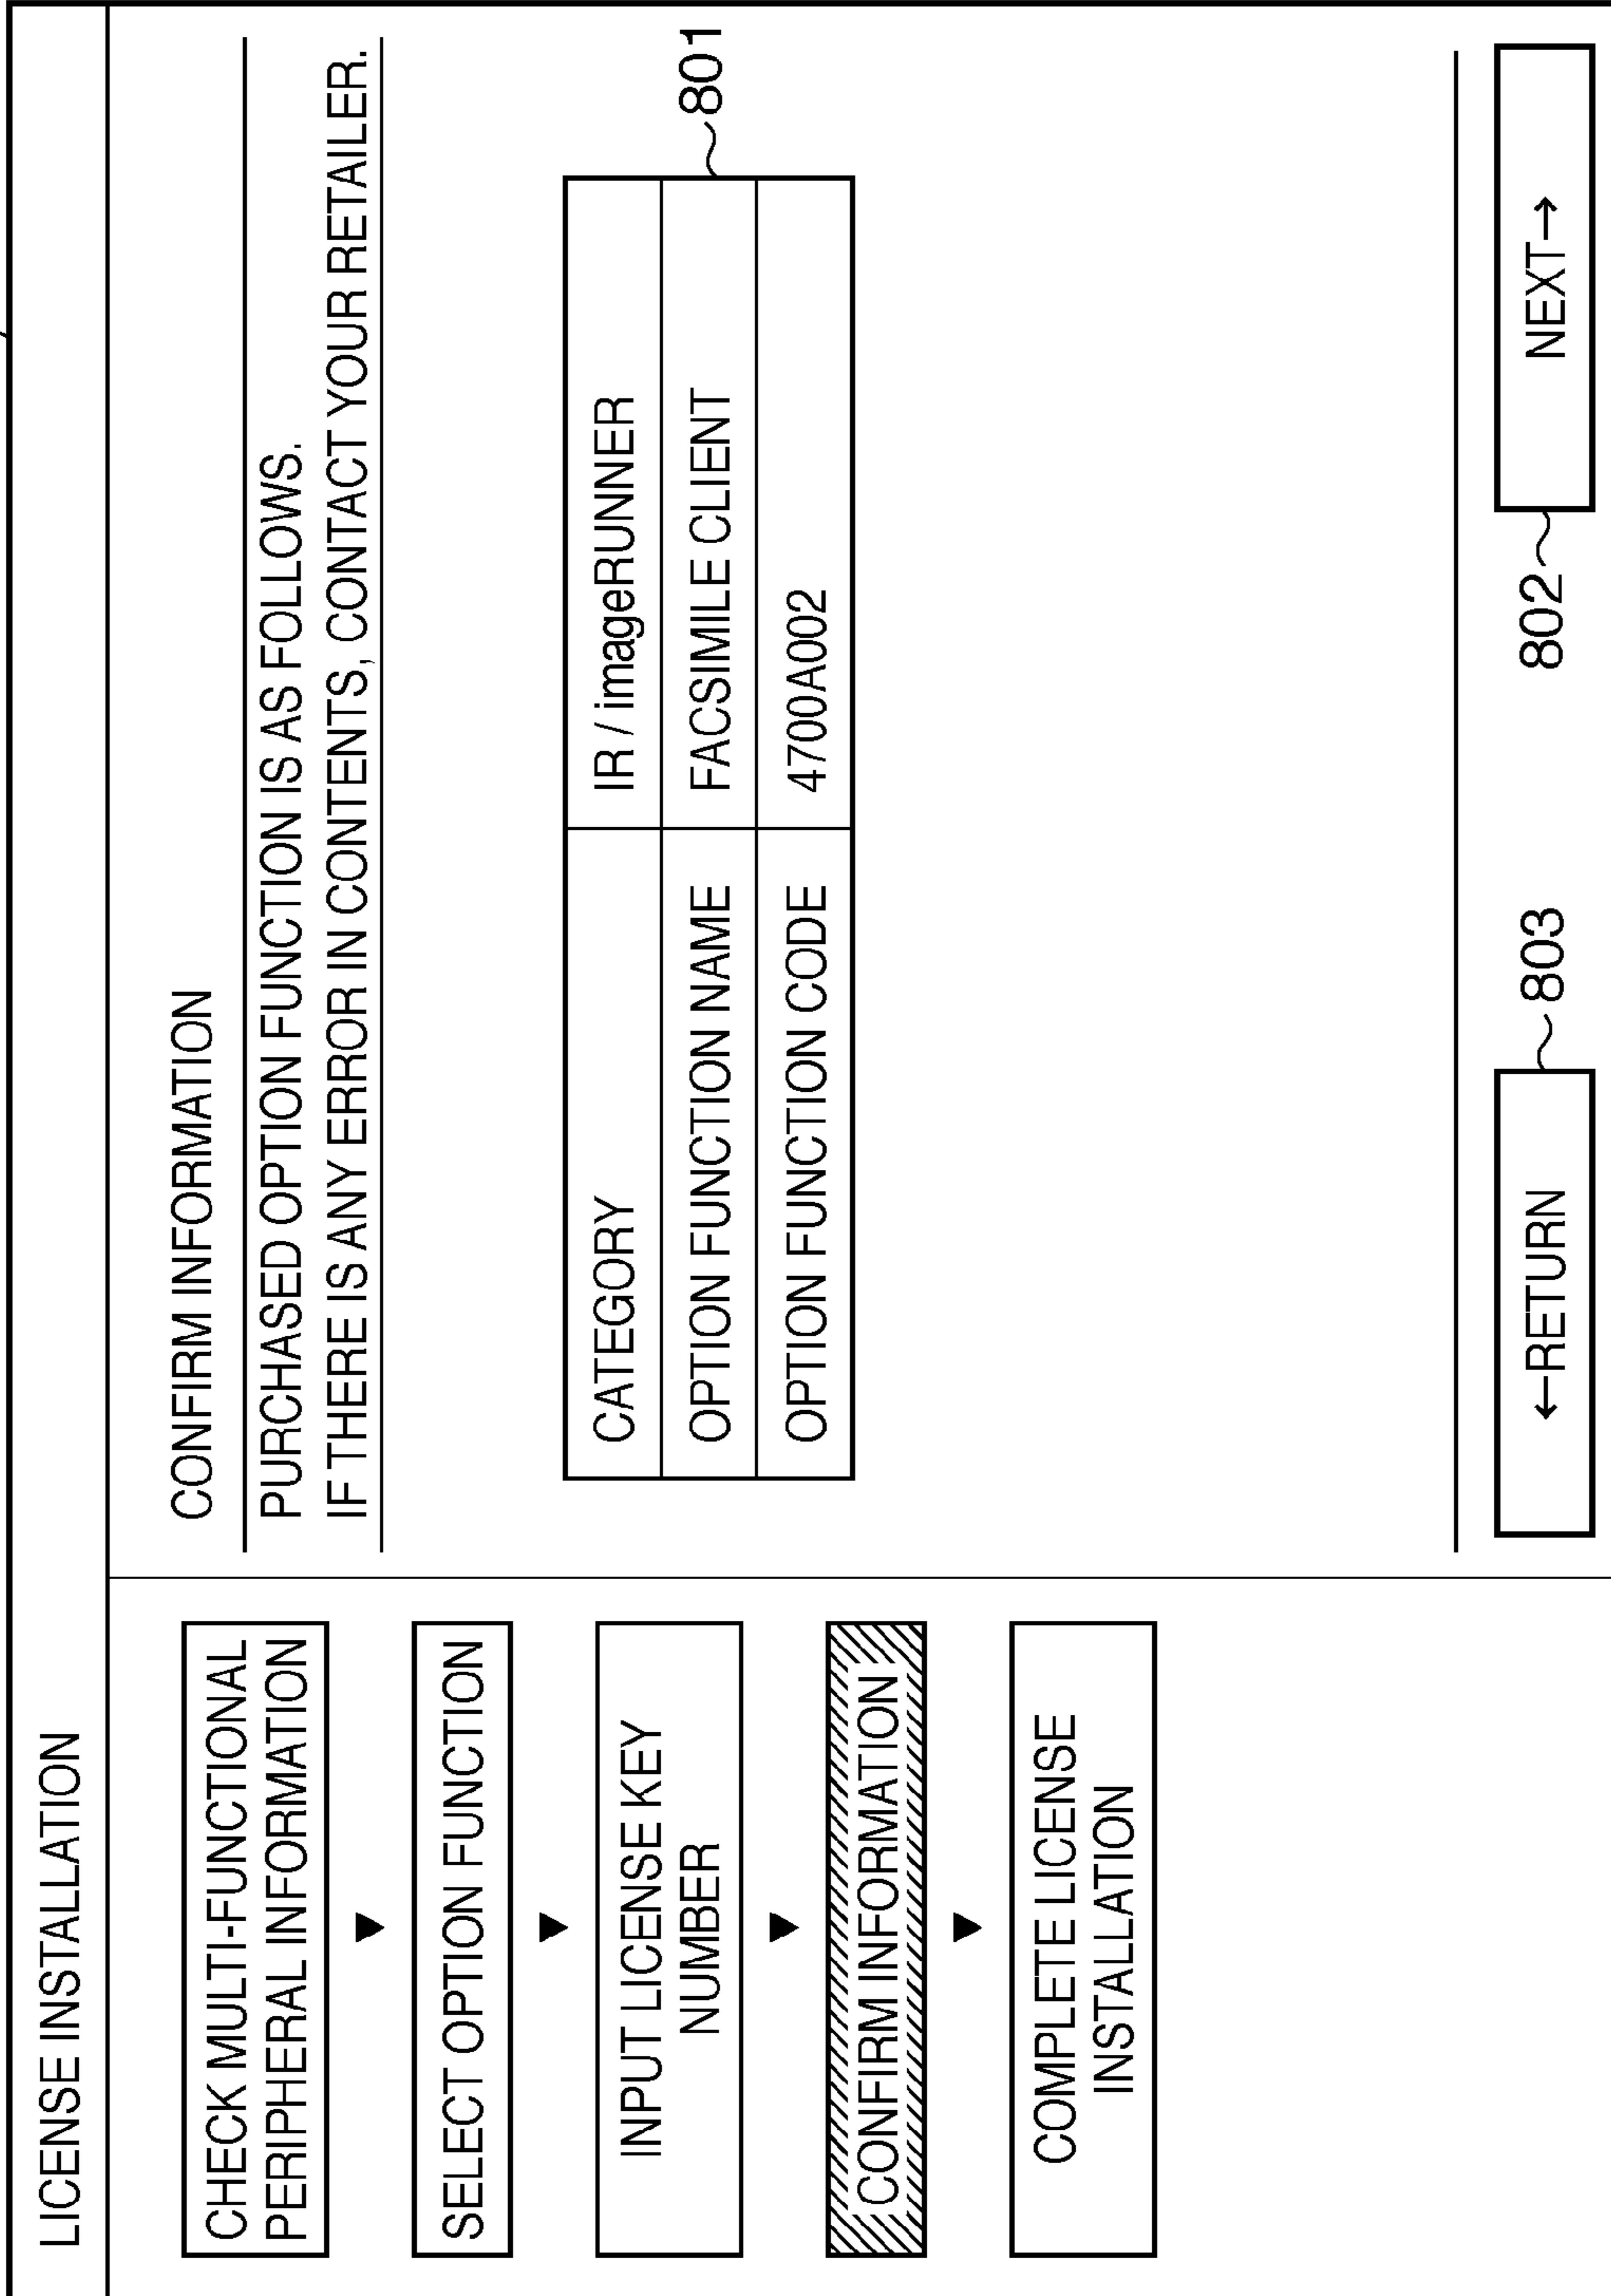 LICENSE INSTALLATION
CHECK MULTI-FUNCTIONAL
PERIPHERAL INFORMATION
SELECT OPTION FUNCTION
INPUT LICENSE KEY
NUMBER
CONFIRM INFORMATION
COMPLETE LICENSE
INSTALLATION
CONFIRM INFORMATION
PURCHASED OPTION FUNCTION IS AS FOLLOWS.
IF THERE IS ANY ERROR IN CONTENTS, CONTACT YOUR RETAILER.
CATEGORY IR / imageRUNNER
OPTION FUNCTION NAME FACSIMILE CLIENT
OPTION FUNCTION CODE 4700A002
801
←RETURN
803
802
NEXT→